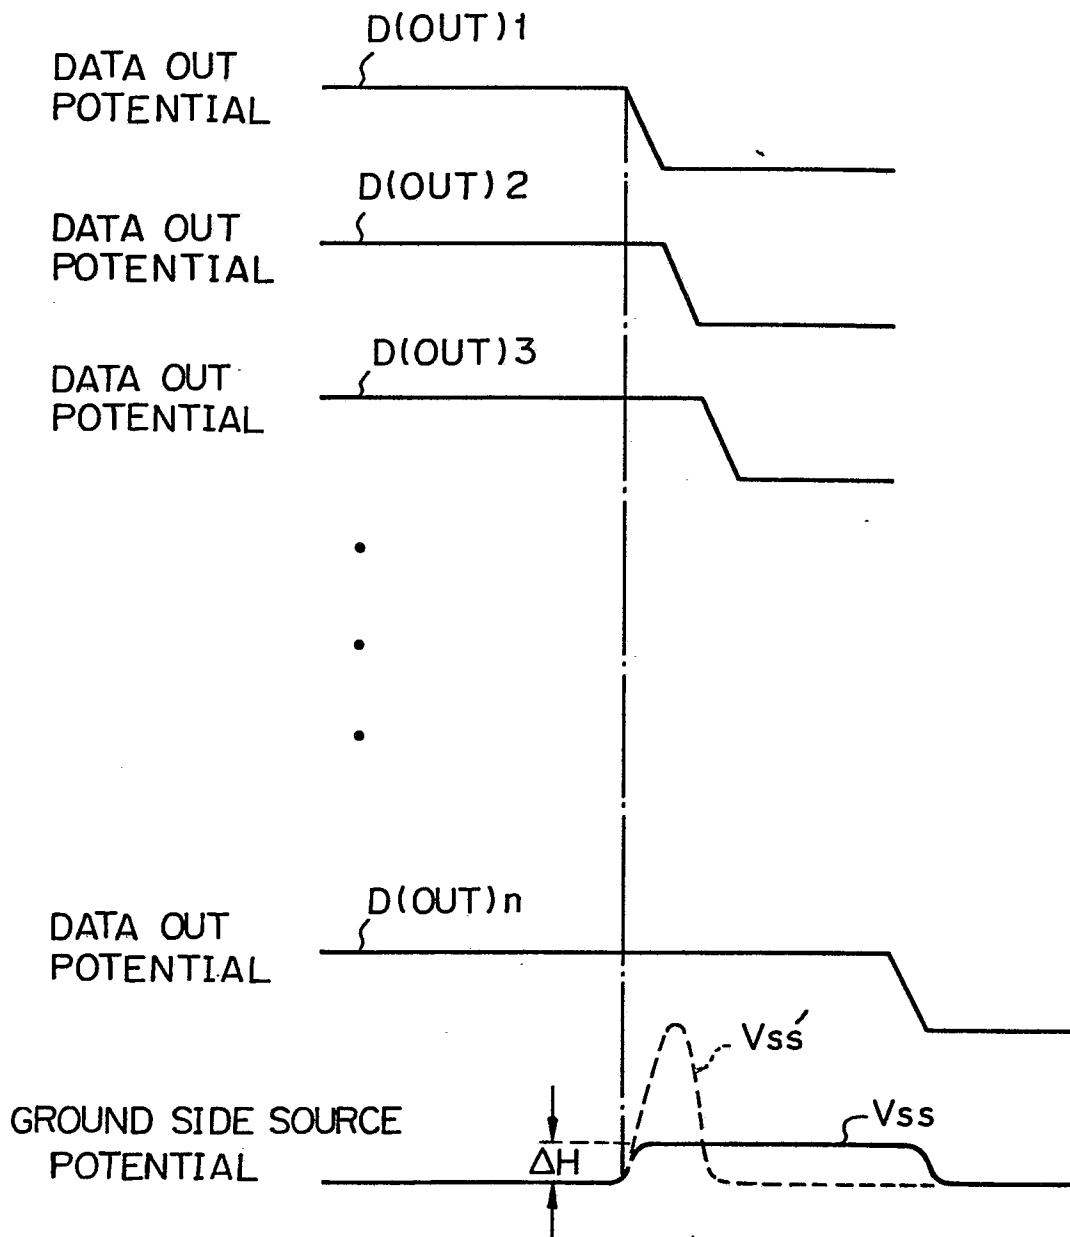 D(OUT)1
DATA OUT
POTENTIAL
D(OUT)2
DATA OUT
POTENTIAL
D(OUT)3
DATA OUT
POTENTIAL
D(OUT)n
DATA OUT
POTENTIAL
Vss'
GROUND SIDE SOURCE
POTENTIAL
Vss
ΔH